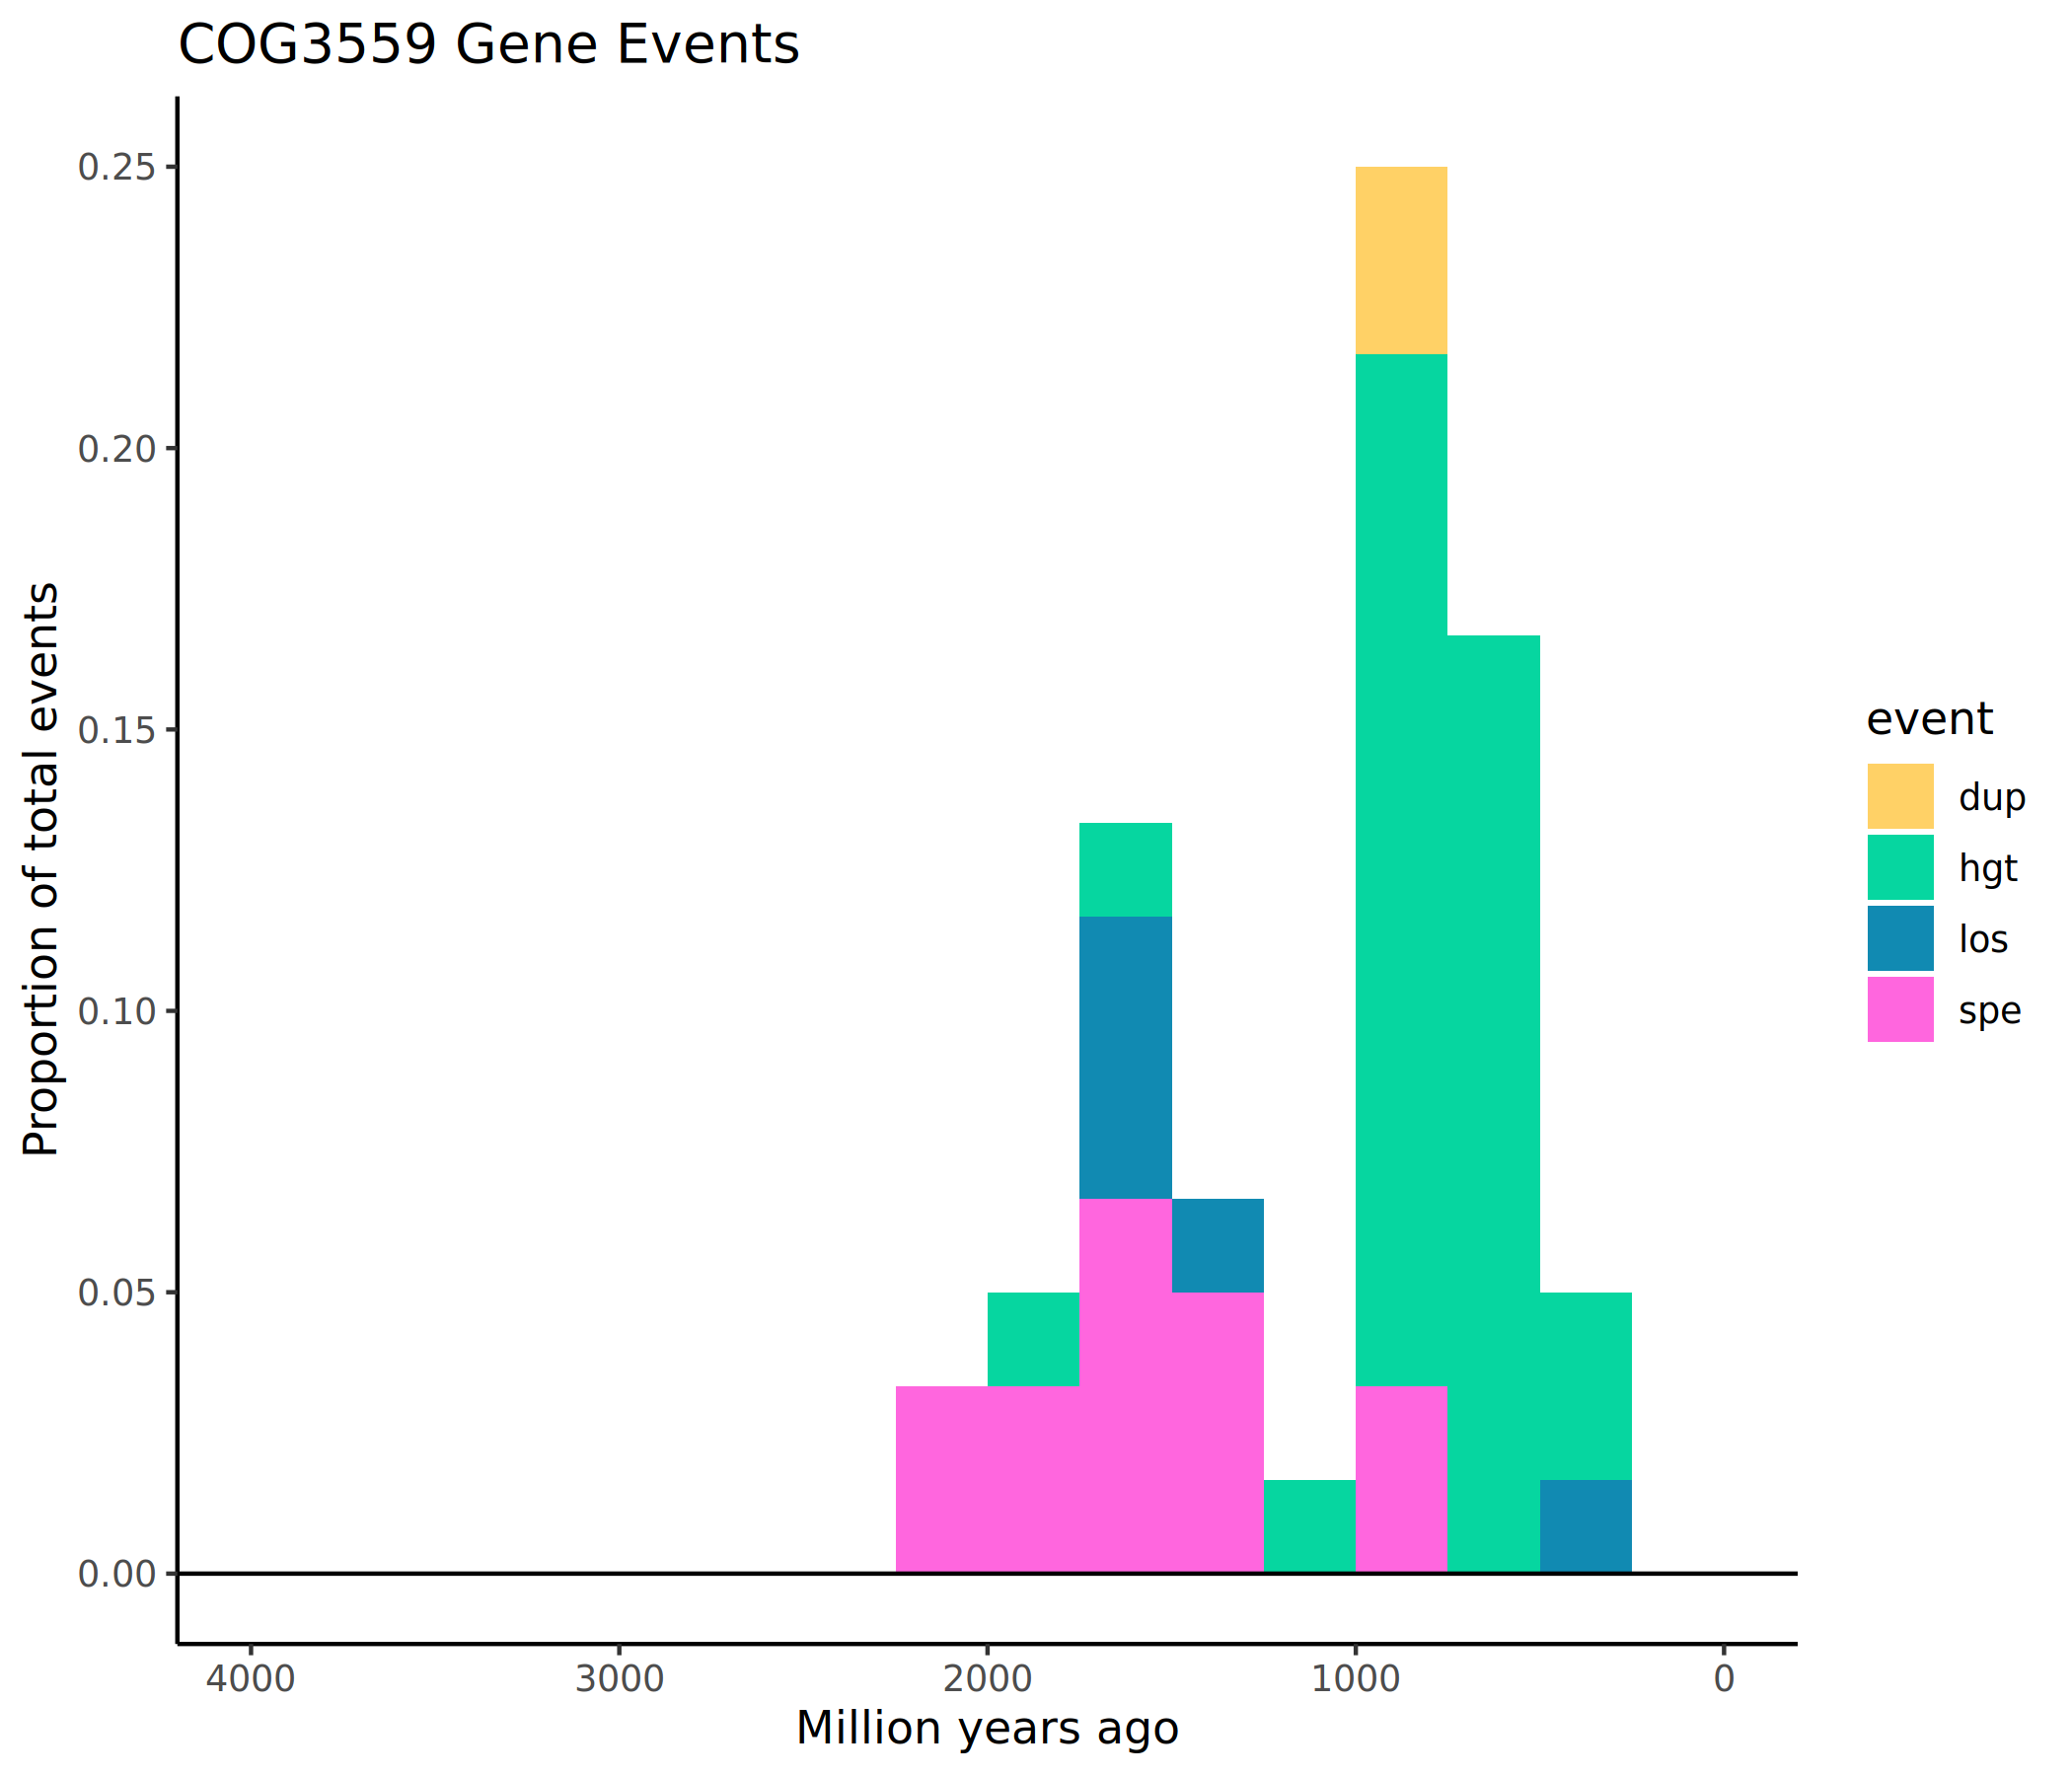 COG3559 Gene Events
Proportion of total events
0.25
0.20
0.15
0.10
0.05
0.00
4000 3000 2000 1000 0
Million years ago
event
dup
hgt
los
spe